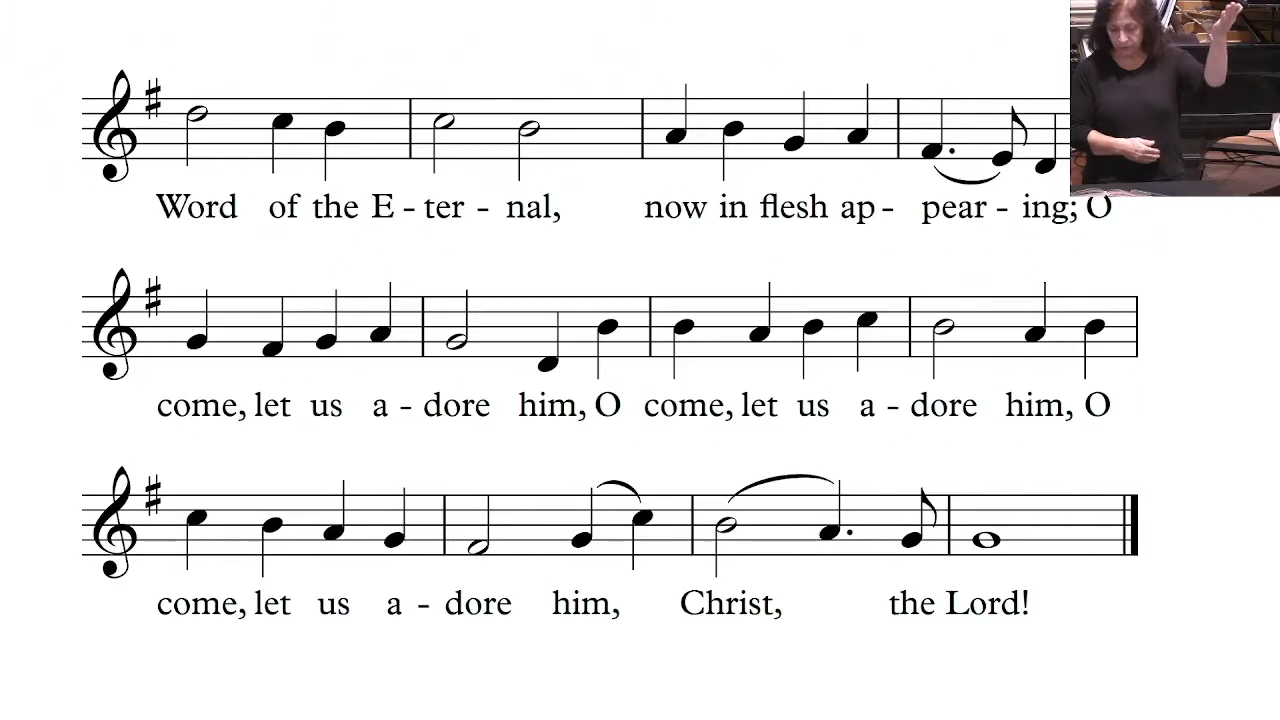 Word of the E - ter - nal, now in flesh ap - pear - ing; O
come, let us a - dore him, O come, let us a - dore him, O
come, let us a - dore him, Christ, the Lord!